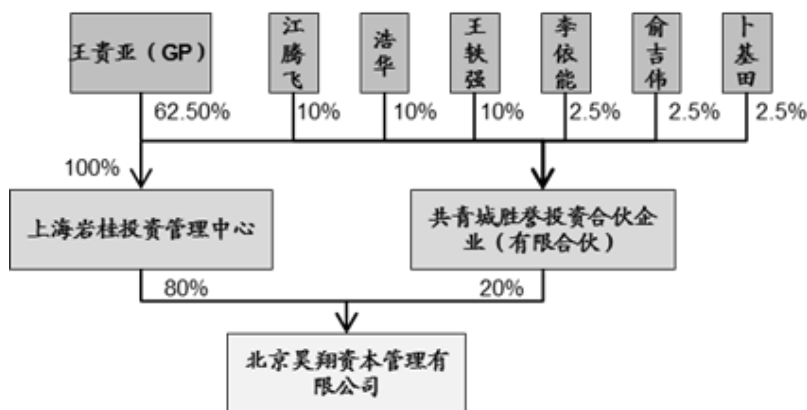 王贵亚（GP）
江腾飞
浩华
王轶强
李依能
俞吉伟
卜基田
62.50%
10%
10%
10%
2.5%
2.5%
2.5%
100%
上海岩桂投资管理中心
共青城胜誉投资合伙企
业（有限合伙）
80%
20%
北京昊翔资本管理有
限公司